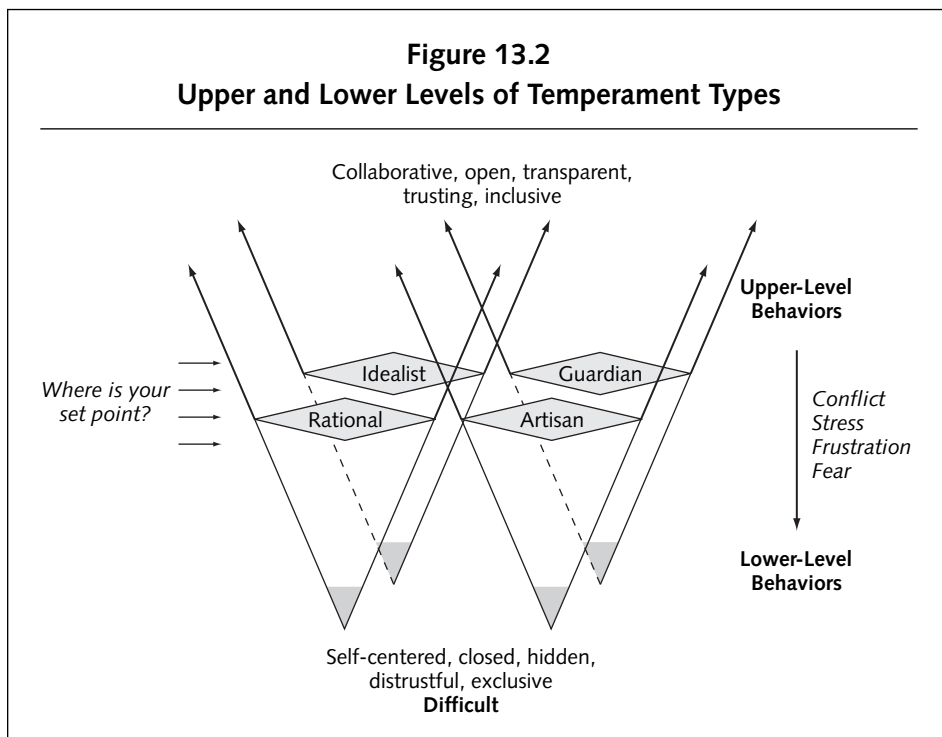 Figure 13.2
Upper and Lower Levels of Temperament Types
Collaborative, open, transparent,
trusting, inclusive
Upper-Level
Behaviors
Idealist
Guardian
Where is your
set point?
Rational
Artisan
Conflict
Stress
Frustration
Fear
Lower-Level
Behaviors
Self-centered, closed, hidden,
distrustful, exclusive
Difficult